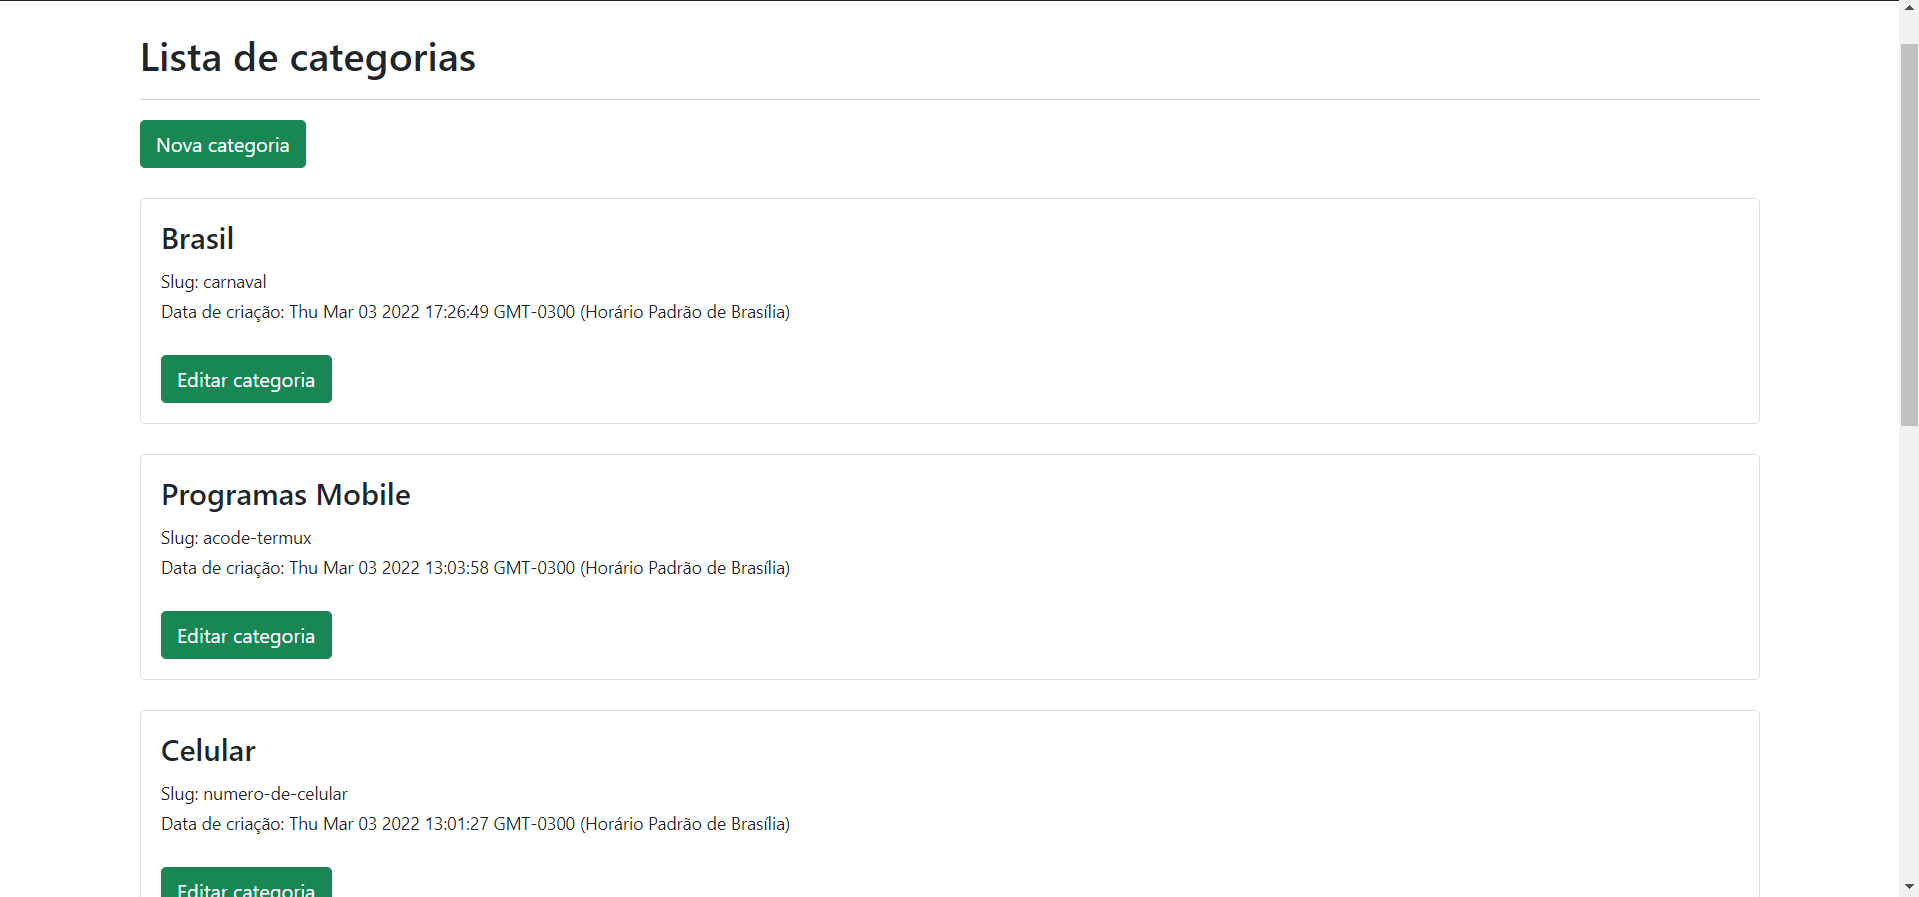 Lista de categorias
Nova categoria
Brasil
Slug: carnaval
Data de criação: Thu Mar 03 2022 17:26:49 GMT-0300 (Horário Padrão de Brasília)
Editar categoria
Programas Mobile
Slug: acode-termux
Data de criação: Thu Mar 03 2022 13:03:58 GMT-0300 (Horário Padrão de Brasília)
Editar categoria
Celular
Slug: numero-de-celular
Data de criação: Thu Mar 03 2022 13:01:27 GMT-0300 (Horário Padrão de Brasília)
Editar categoria